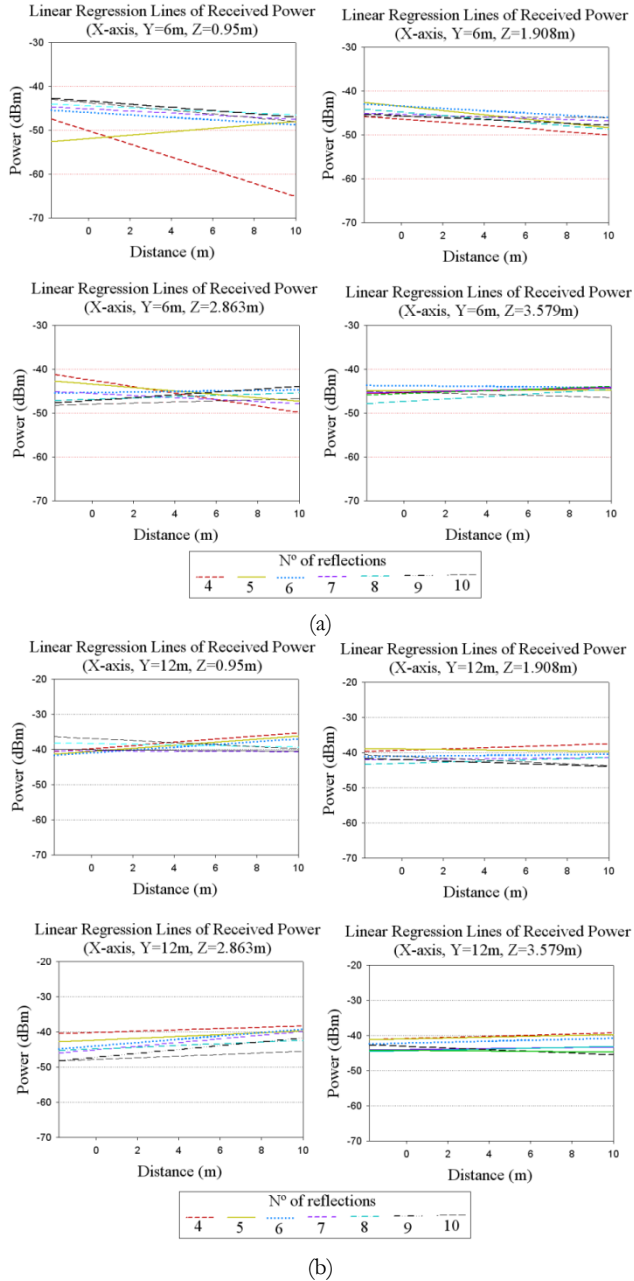 Linear Regression Lines of Received Power
(X-axis, Y=6m, Z=0.95m)
-30
-40
-50
-60
-70
Power (dBm)
0 2 4 6 8 10
Distance (m)
Linear Regression Lines of Received Power
(X-axis, Y=6m, Z=1.908m)
-30
-40
-50
-60
-70
Power (dBm)
0 2 4 6 8 10
Distance (m)
Linear Regression Lines of Received Power
(X-axis, Y=6m, Z=2.863m)
-30
-40
-50
-60
-70
Power (dBm)
0 2 4 6 8 10
Distance (m)
Linear Regression Lines of Received Power
(X-axis, Y=6m, Z=3.579m)
-30
-40
-50
-60
-70
Power (dBm)
0 2 4 6 8 10
Distance (m)
Nº of reflections
4 5 6 7 8 9 10
(a)
Linear Regression Lines of Received Power
(X-axis, Y=12m, Z=0.95m)
-20
-30
-40
-50
-60
-70
Power (dBm)
0 2 4 6 8 10
Distance (m)
Linear Regression Lines of Received Power
(X-axis, Y=12m, Z=1.908m)
-20
-30
-40
-50
-60
-70
Power (dBm)
0 2 4 6 8 10
Distance (m)
Linear Regression Lines of Received Power
(X-axis, Y=12m, Z=2.863m)
-20
-30
-40
-50
-60
-70
Power (dBm)
0 2 4 6 8 10
Distance (m)
Linear Regression Lines of Received Power
(X-axis, Y=12m, Z=3.579m)
-20
-30
-40
-50
-60
-70
Power (dBm)
0 2 4 6 8 10
Distance (m)
Nº of reflections
4 5 6 7 8 9 10
(b)